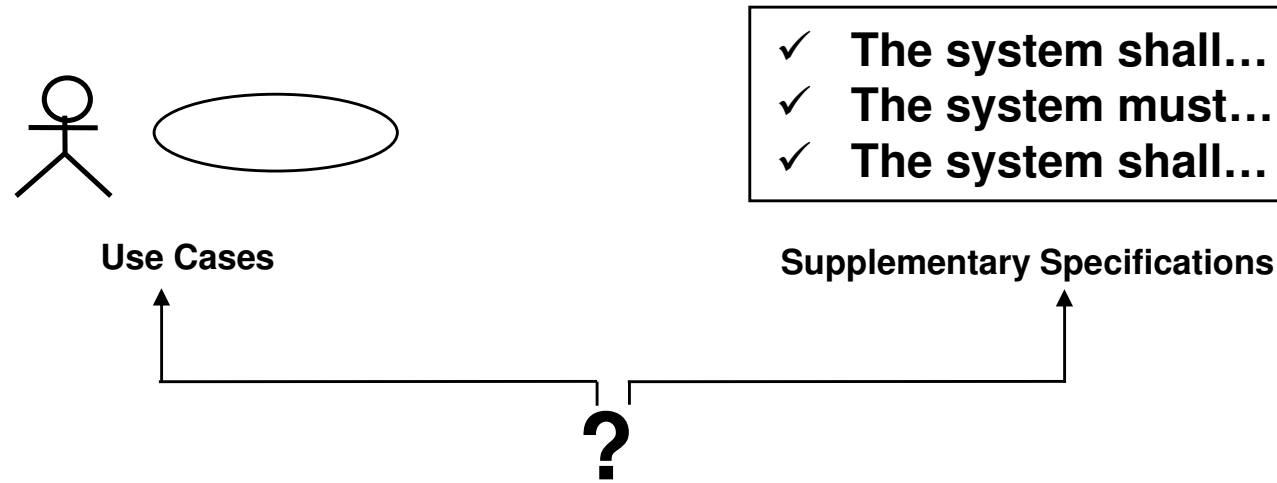 ✓ The system shall…
✓ The system must…
✓ The system shall…
Use Cases
Supplementary Specifications
?